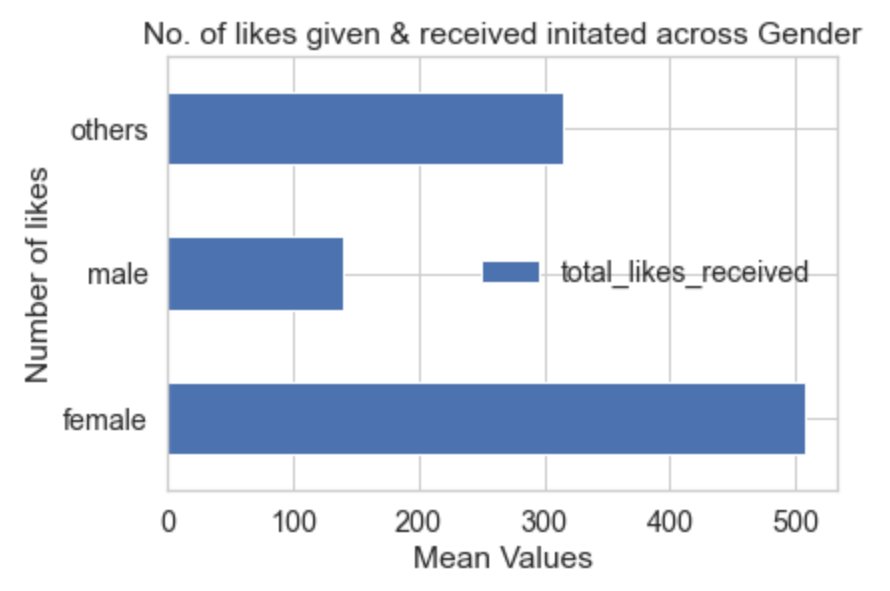 No. of likes given & received initated across Gender
Number of likes
others
male
female
total_likes_received
0 100 200 300 400 500
Mean Values